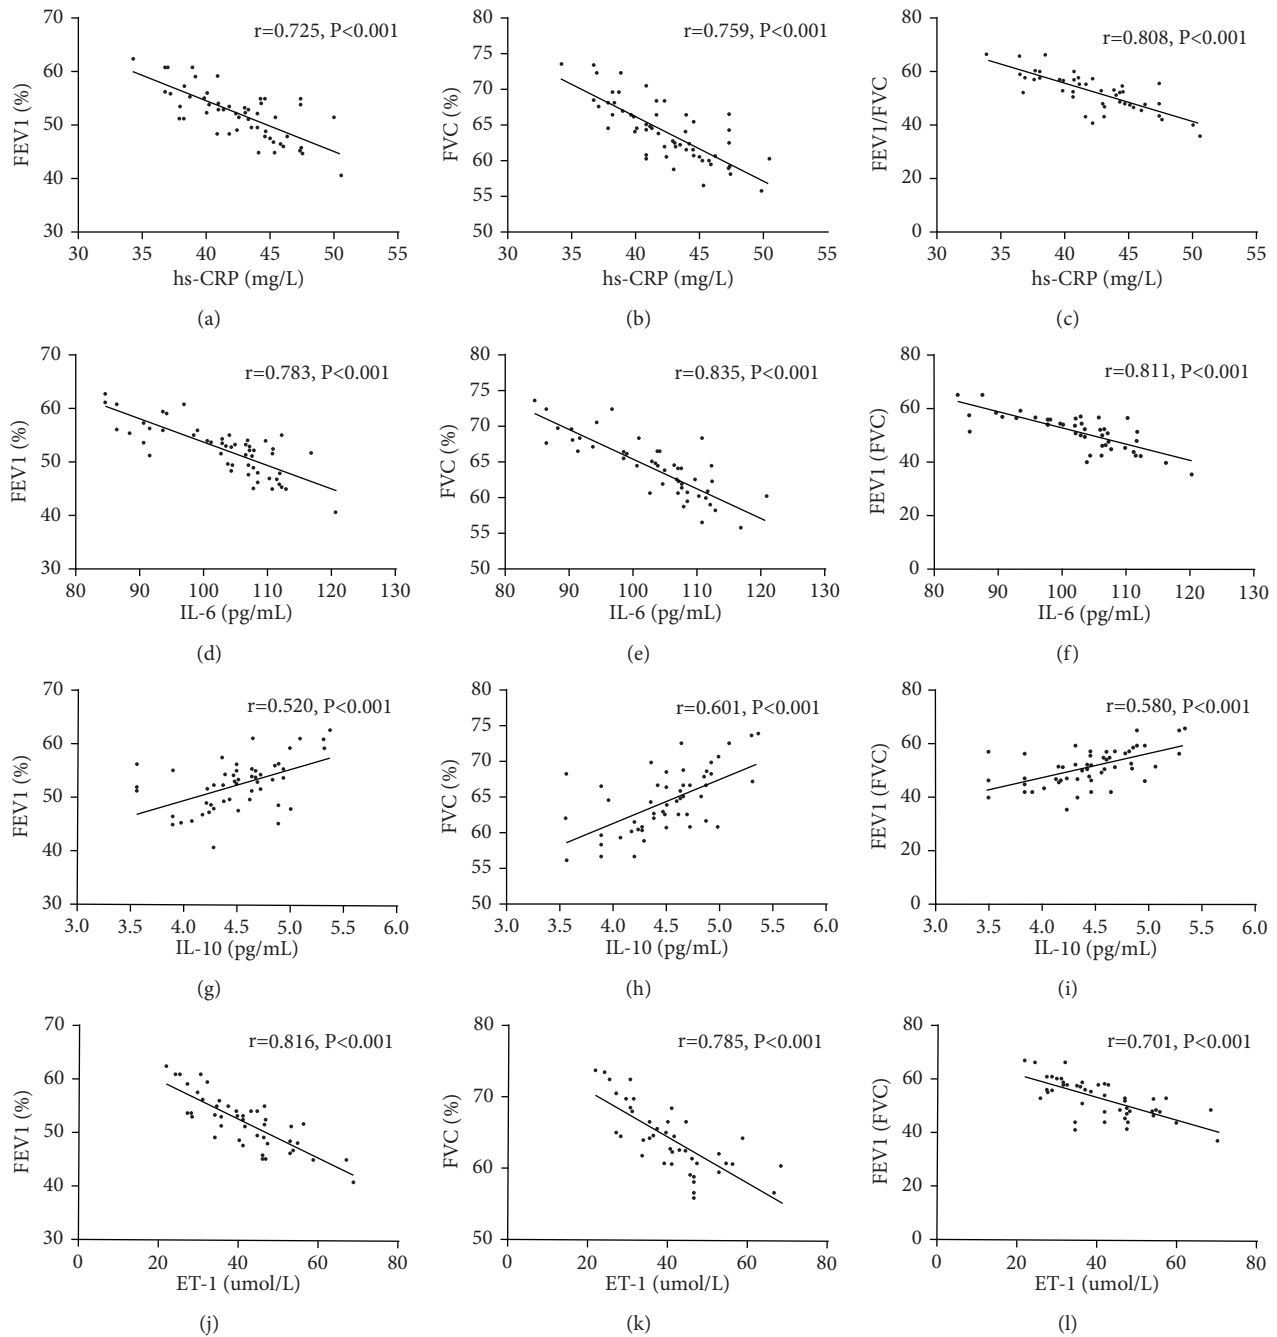 70
60
50
40
30
FEV1 (%)
r=0.725, P<0.001
30 35 40 45 50 55
hs-CRP (mg/L)
(a)
80
75
70
65
60
55
50
FVC (%)
r=0.759, P<0.001
30 35 40 45 50 55
hs-CRP (mg/L)
(b)
80
60
40
20
0
FEV1/FVC
r=0.808, P<0.001
30 35 40 45 50 55
hs-CRP (mg/L)
(c)
70
60
50
40
30
FEV1 (%)
r=0.783, P<0.001
80 90 100 110 120 130
IL-6 (pg/mL)
(d)
80
75
70
65
60
55
50
FVC (%)
r=0.835, P<0.001
80 90 100 110 120 130
IL-6 (pg/mL)
(e)
80
60
40
20
0
FEV1 (FVC)
r=0.811, P<0.001
80 90 100 110 120 130
IL-6 (pg/mL)
(f)
70
60
50
40
30
FEV1 (%)
r=0.520, P<0.001
3.0 3.5 4.0 4.5 5.0 5.5 6.0
IL-10 (pg/mL)
(g)
80
75
70
65
60
55
50
FVC (%)
r=0.601, P<0.001
3.0 3.5 4.0 4.5 5.0 5.5 6.0
IL-10 (pg/mL)
(h)
80
60
40
20
0
FEV1 (FVC)
r=0.580, P<0.001
3.0 3.5 4.0 4.5 5.0 5.5 6.0
IL-10 (pg/mL)
(i)
70
60
50
40
30
FEV1 (%)
r=0.816, P<0.001
0 20 40 60 80
ET-1 (umol/L)
(j)
80
70
60
50
FVC (%)
r=0.785, P<0.001
0 20 40 60 80
ET-1 (umol/L)
(k)
80
60
40
20
0
FEV1 (FVC)
r=0.701, P<0.001
0 20 40 60 80
ET-1 (umol/L)
(l)